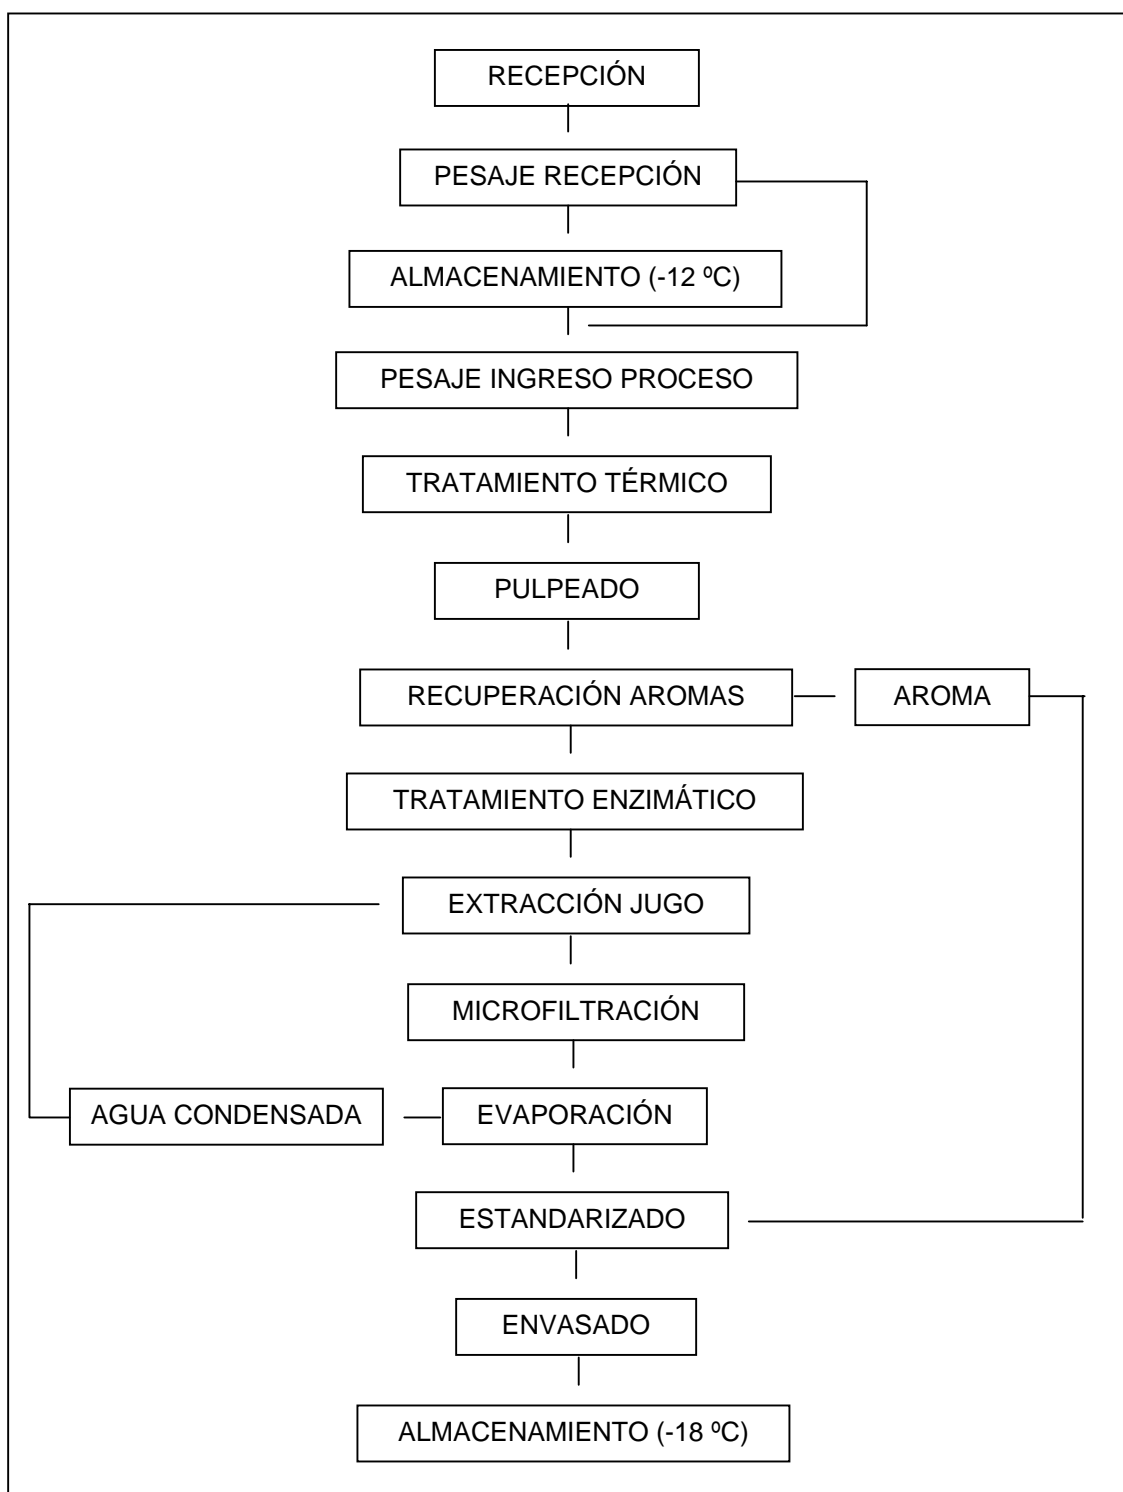 RECEPCIÓN
PESAJE RECEPCIÓN
ALMACENAMIENTO (-12 ºC)
PESAJE INGRESO PROCESO
TRATAMIENTO TÉRMICO
PULPEADO
RECUPERACIÓN AROMAS
AROMA
TRATAMIENTO ENZIMÁTICO
EXTRACCIÓN JUGO
MICROFILTRACIÓN
AGUA CONDENSADA
EVAPORACIÓN
ESTANDARIZADO
ENVASADO
ALMACENAMIENTO (-18 ºC)